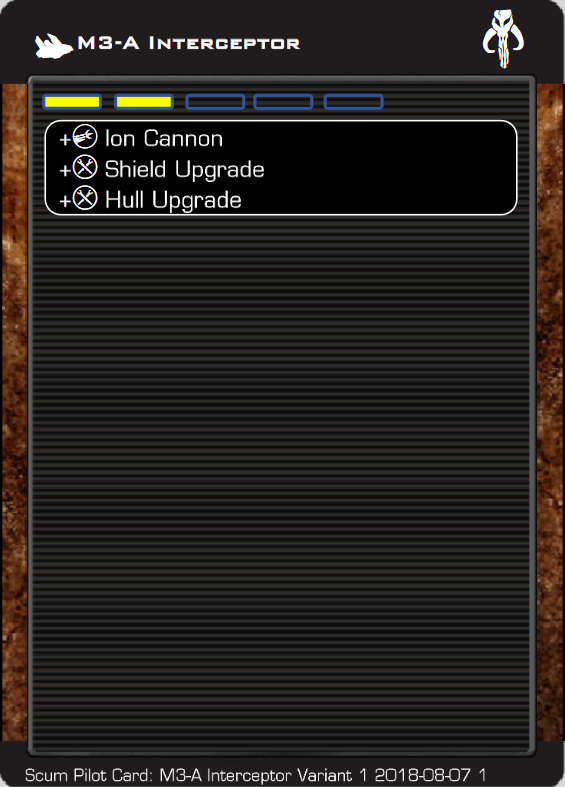 M3-A Interceptor
+ Ion Cannon
+ Shield Upgrade
+ Hull Upgrade
Scum Pilot Card: M3-A Interceptor Variant 1 2018-08-07 1